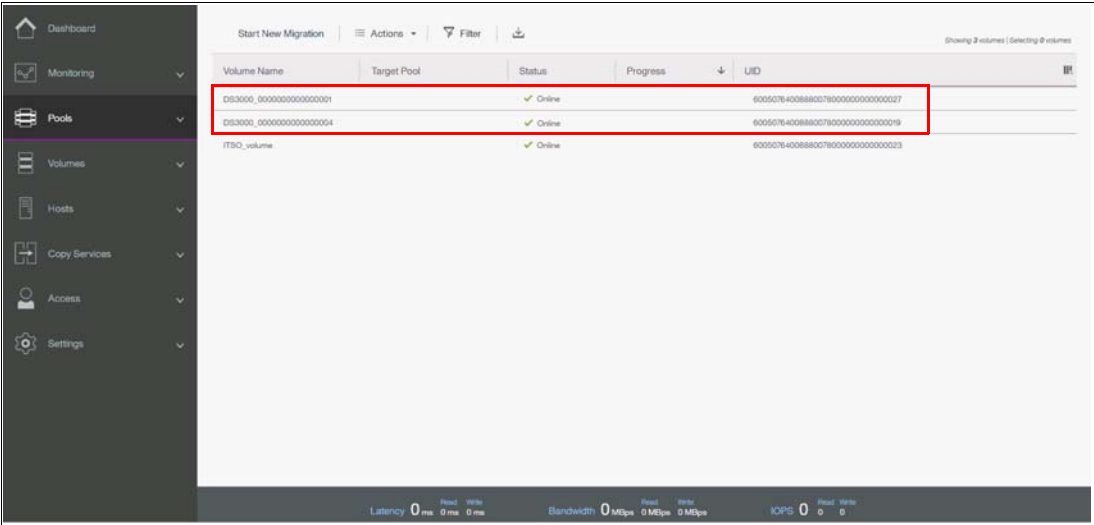 Dashboard
Monitoring
Pools
Volumes
Hosts
Copy Services
Access
Settings
Start New Migration Actions Filter
Showing 3 volumes | Selecting 0 volumes
Volume Name Target Pool Status Progress UID
DS3000_0000000000000001 Online 60050764008880078000000000000027
DS3000_0000000000000004 Online 60050764008880078000000000000019
ITSO_volume Online 60050764008880078000000000000023
Latency 0 ms Read 0 ms Write 0 ms Bandwidth 0 MBps Read 0 MBps Write 0 MBps IOPS 0 Read 0 Write 0